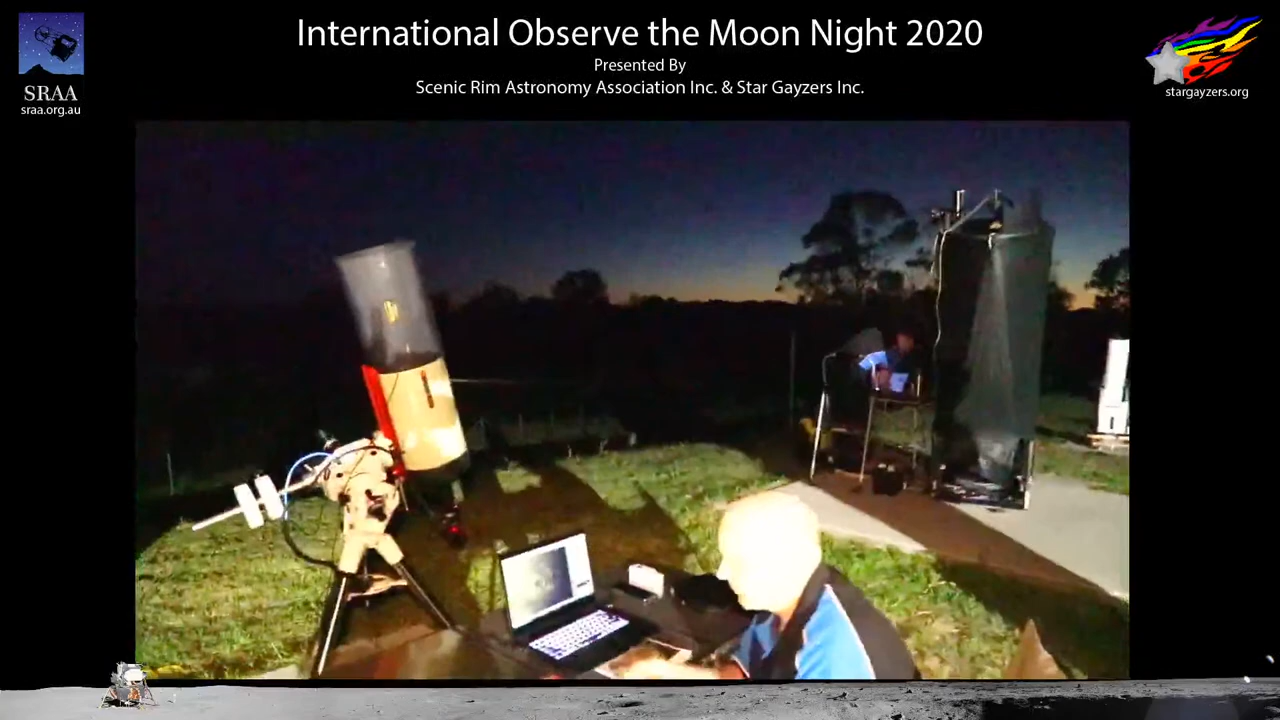 International Observe the Moon Night 2020
Presented By
Scenic Rim Astronomy Association Inc. & Star Gayzers Inc.
SRAA
sraa.org.au
stargayzers.org